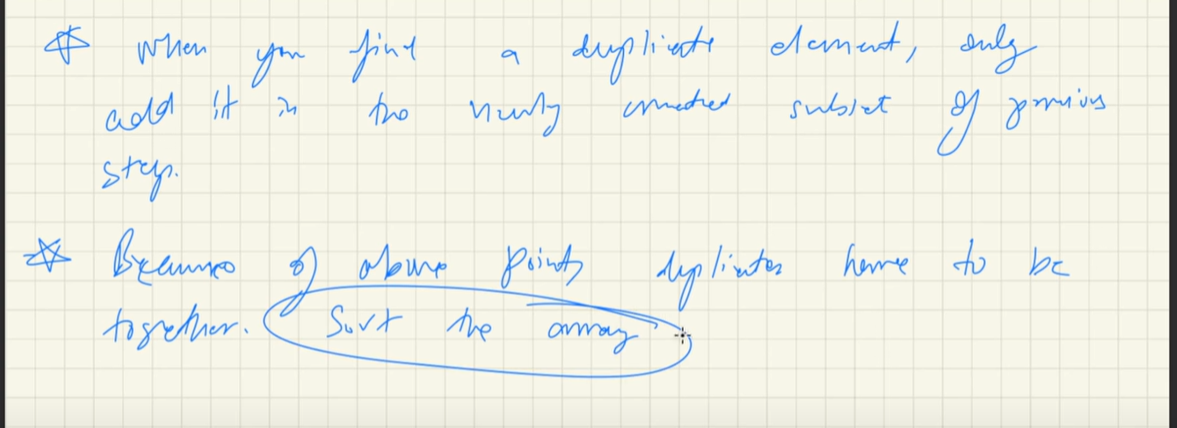 ☆ When you find a duplicate element, only
add it in the newly created subset of previous
step.
☆ Because of above point, duplicates have to be
together. Sort the array